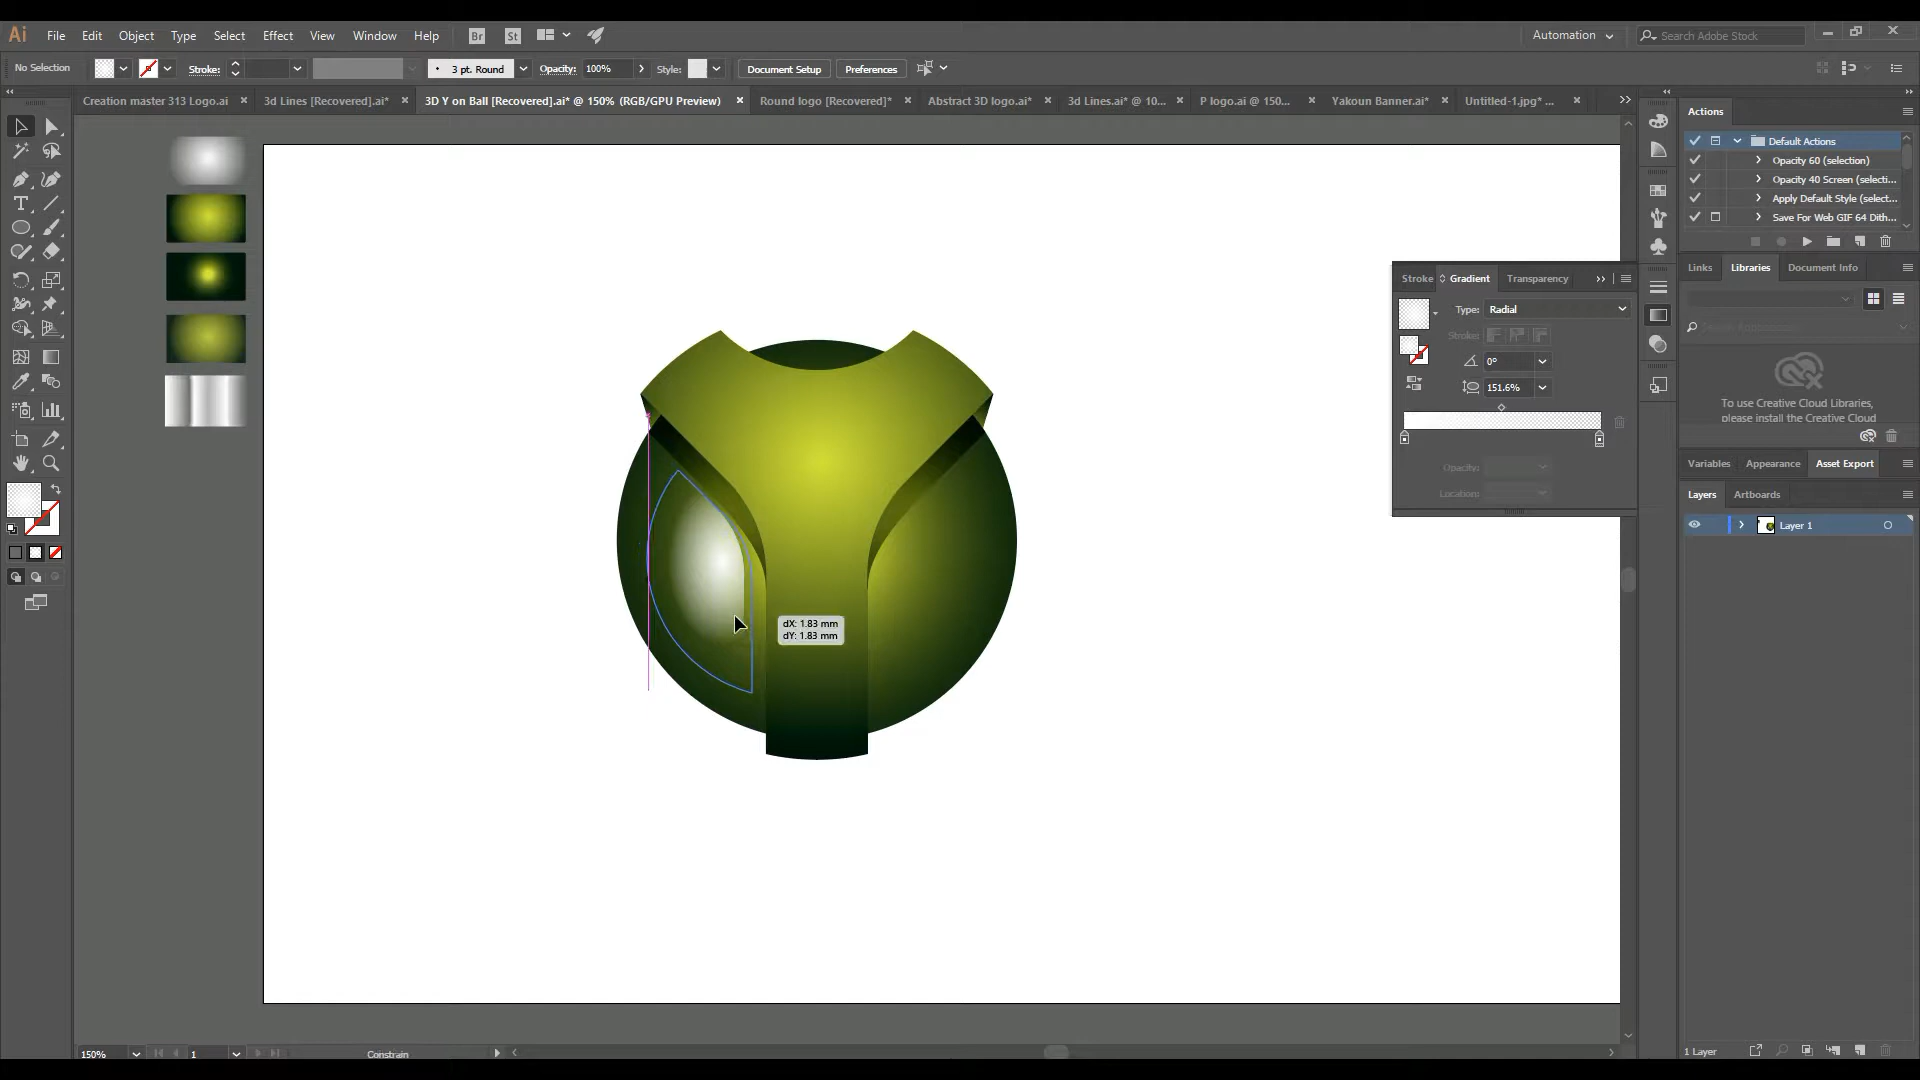 Ai File Edit Object Type Select Effect View Window Help Br St Automation Search Adobe Stock
No Selection Stroke: 3 pt. Round Opacity: 100% Style: Document Setup Preferences
Creation master 313 Logo.ai 3d Lines [Recovered].ai* 3D Y on Ball [Recovered].ai* @ 150% (RGB/GPU Preview) Round logo [Recovered]* Abstract 3D logo.ai* 3d Lines.ai* @ 10... P logo.ai @ 150... Yakoun Banner.ai* Untitled-1.jpg* ...
Actions
Default Actions
Opacity 60 (selection)
Opacity 40 Screen (selecti...
Apply Default Style (select...
Save For Web GIF 64 Dith...
Links Libraries Document Info
Stroke Gradient Transparency
Type: Radial
Stroke:
0°
151.6%
Opacity:
Location:
To use Creative Cloud Libraries,
please install the Creative Cloud
Variables Appearance Asset Export
Layers Artboards
Layer 1
dX: 1.83 mm
dY: 1.83 mm
150% 1 Constrain
1 Layer